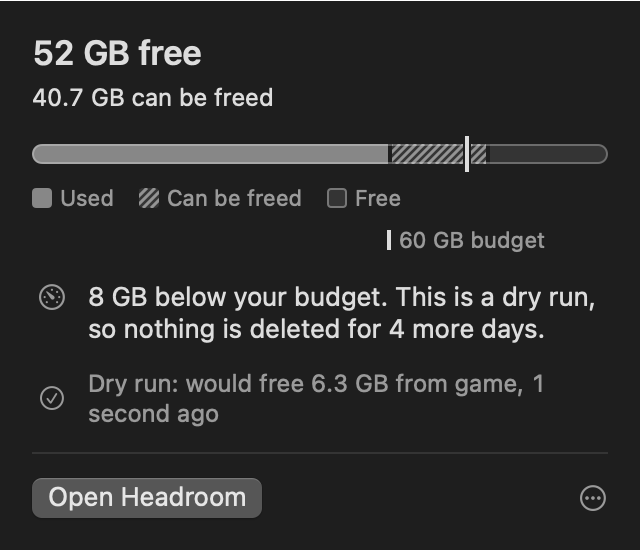 52 GB free
40.7 GB can be freed
Used Can be freed Free
60 GB budget
8 GB below your budget. This is a dry run,
so nothing is deleted for 4 more days.
Dry run: would free 6.3 GB from game, 1
second ago
Open Headroom